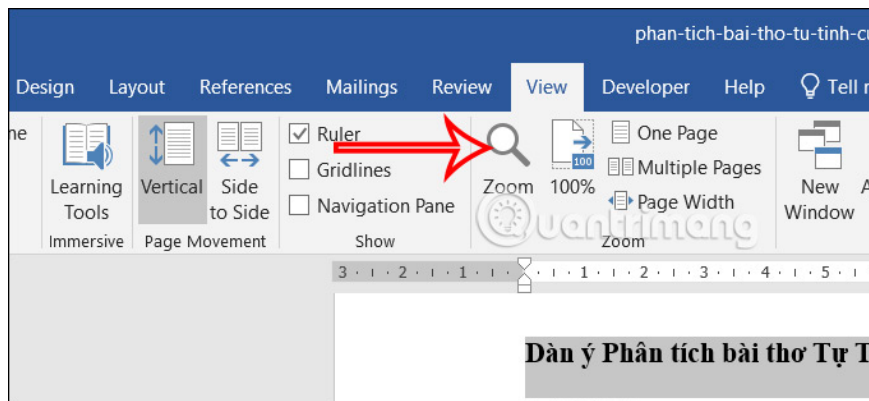 phan-tich-bai-tho-tu-tinh-cu
Design Layout References Mailings Review View Developer Help Tell
ne
Learning Tools
Vertical
Side to Side
Ruler
Gridlines
Navigation Pane
Zoom
100
100%
One Page
Multiple Pages
Page Width
New Window
Immersive
Page Movement
Show
Zoom
Quantrimang
3 2 1 1 2 3 4 5
Dàn ý Phân tích bài thơ Tự T